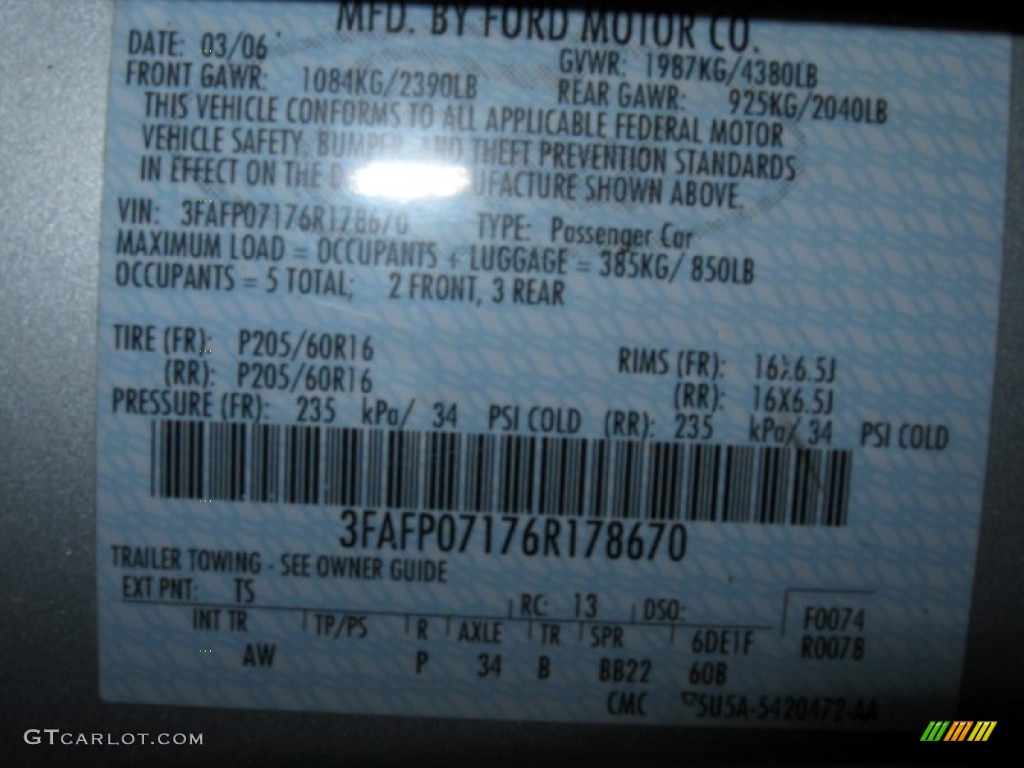 MFD. BY FORD MOTOR CO.
DATE: 03/06 GVWR: 1987KG/4380LB
FRONT GAWR: 1084KG/2390LB REAR GAWR: 925KG/2040LB
THIS VEHICLE CONFORMS TO ALL APPLICABLE FEDERAL MOTOR
VEHICLE SAFETY, BUMPER, AND THEFT PREVENTION STANDARDS
IN EFFECT ON THE SHOWN ABOVE.
VIN: 3FAFP07176R178670 TYPE: Passenger Car
MAXIMUM LOAD = OCCUPANTS + LUGGAGE = 385KG/ 850LB
OCCUPANTS = 5 TOTAL; 2 FRONT, 3 REAR
TIRE (FR): P205/60R16 RIMS (FR): 16X6.5J
(RR): P205/60R16 (RR): 16X6.5J
PRESSURE (FR): 235 kPa/ 34 PSI COLD (RR): 235 kPa/ 34 PSI COLD
3FAFP07176R178670
TRAILER TOWING - SEE OWNER GUIDE
EXT PNT: TS RC: 13 DSO: F0074
INT TR TP/PS R AXLE TR SPR 6DE1F R0078
AW P 34 B BB22 60B
CMC 5U5A-5420472-AA
GTCARLOT.COM